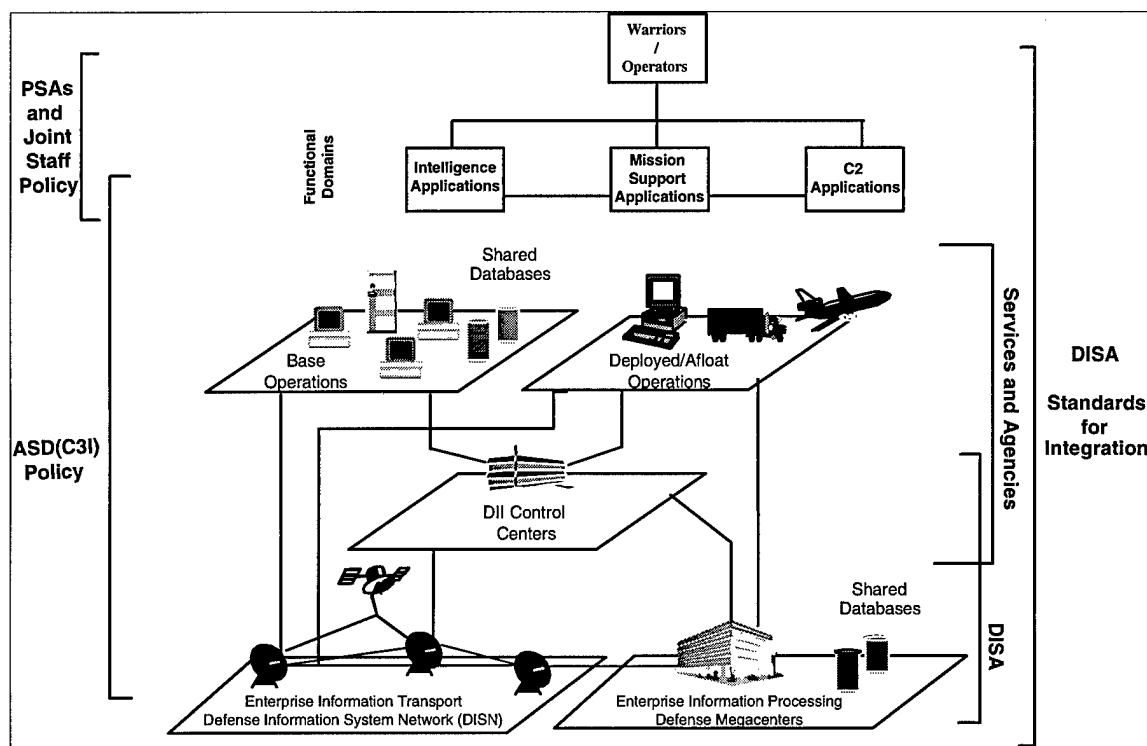 Warriors
/
Operators
PSAs
and
Joint
Staff
Policy
Functional
Domains
Intelligence
Applications
Mission
Support
Applications
C2
Applications
Shared
Databases
Base
Operations
Deployed/Afloat
Operations
Services and Agencies
DISA
Standards
for
Integration
ASD(C3I)
Policy
DII Control
Centers
Shared
Databases
DISA
Enterprise Information Transport
Defense Information System Network (DISN)
Enterprise Information Processing
Defense Megacenters